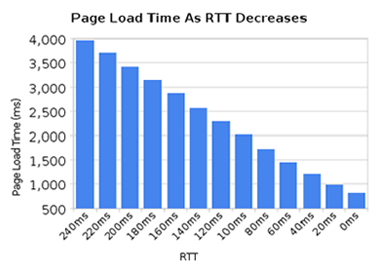 Page Load Time As RTT Decreases
Page Load Time (ms)
4,000
3,500
3,000
2,500
2,000
1,500
1,000
500
240ms
220ms
200ms
180ms
160ms
140ms
120ms
100ms
80ms
60ms
40ms
20ms
0ms
RTT